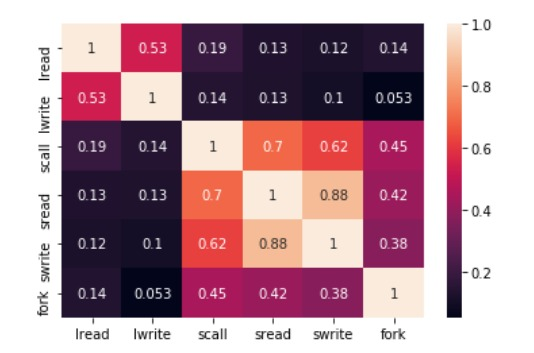 lread 1 0.53 0.19 0.13 0.12 0.14
lwrite 0.53 1 0.14 0.13 0.1 0.053
scall 0.19 0.14 1 0.7 0.62 0.45
sread 0.13 0.13 0.7 1 0.88 0.42
swrite 0.12 0.1 0.62 0.88 1 0.38
fork 0.14 0.053 0.45 0.42 0.38 1
lread lwrite scall sread swrite fork
1.0
0.8
0.6
0.4
0.2